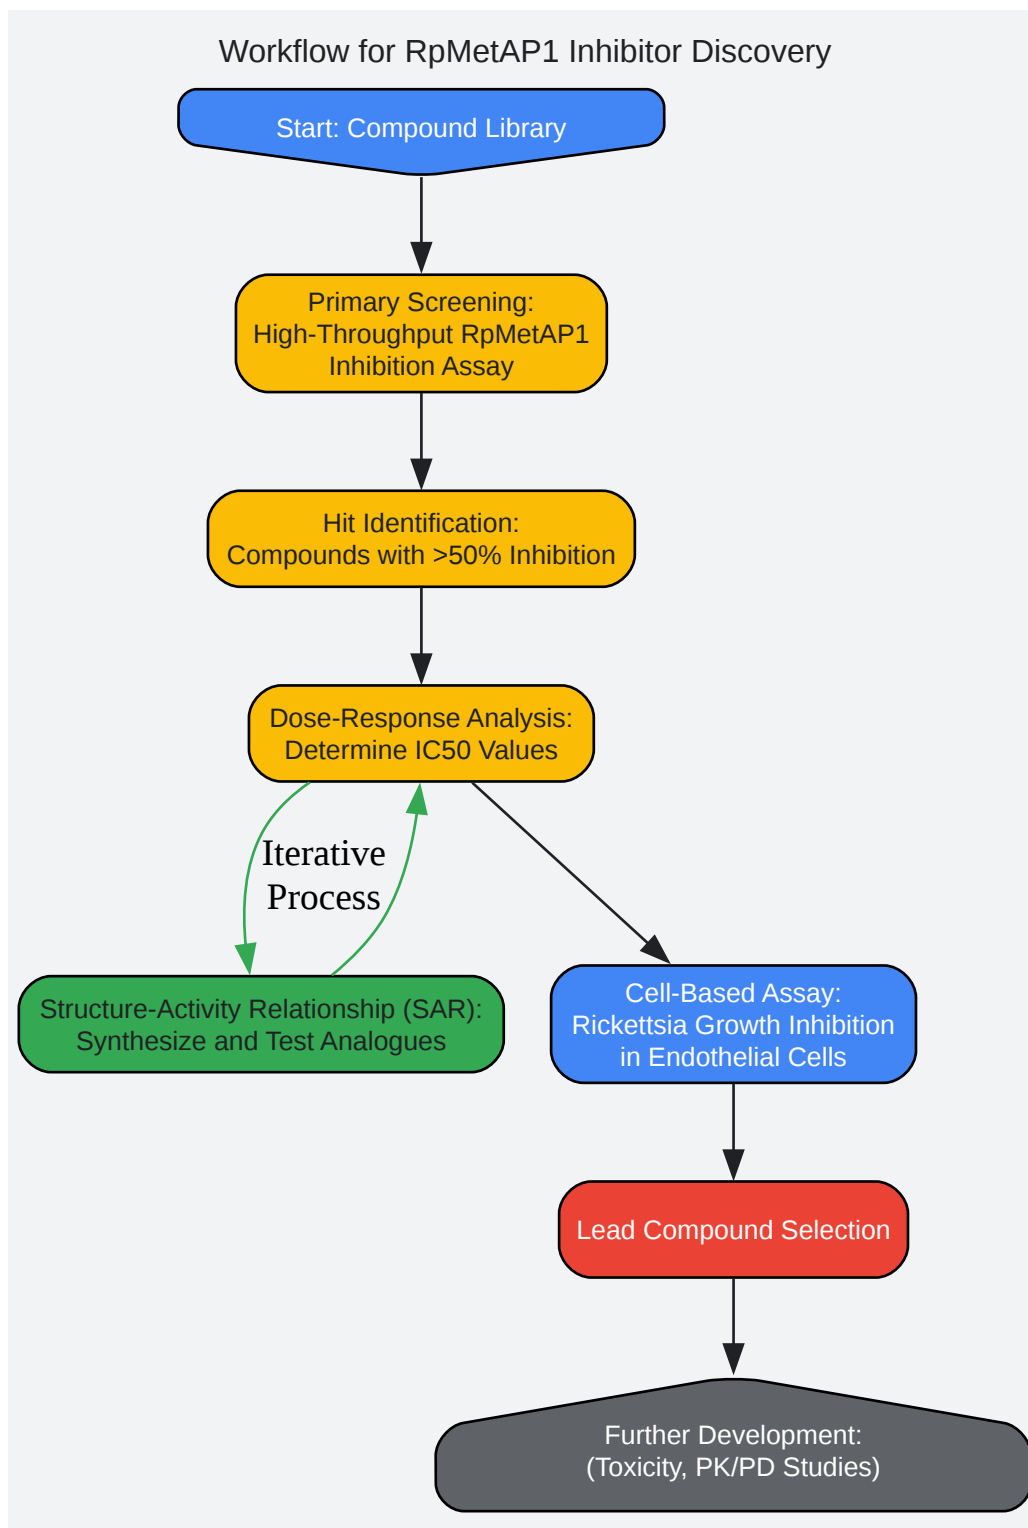 Workflow for RpMetAP1 Inhibitor Discovery
Start: Compound Library
Primary Screening:
High-Throughput RpMetAP1
Inhibition Assay
Hit Identification:
Compounds with >50% Inhibition
Dose-Response Analysis:
Determine IC50 Values
Iterative
Process
Structure-Activity Relationship (SAR):
Synthesize and Test Analogues
Cell-Based Assay:
Rickettsia Growth Inhibition
in Endothelial Cells
Lead Compound Selection
Further Development:
(Toxicity, PK/PD Studies)